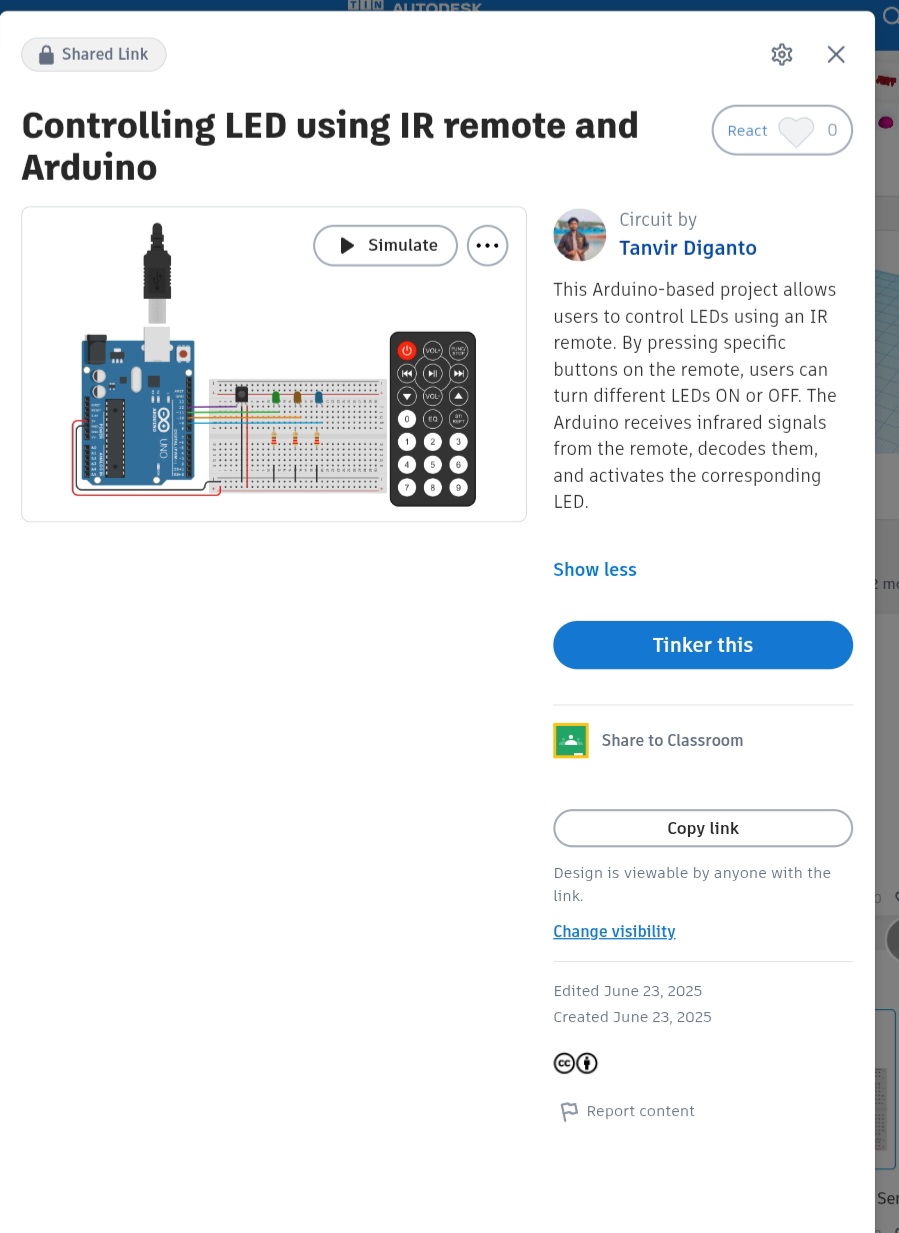 TIN AUTODESK
Shared Link
Controlling LED using IR remote and
Arduino
React 0
Simulate
Circuit by
Tanvir Diganto
This Arduino-based project allows
users to control LEDs using an IR
remote. By pressing specific
buttons on the remote, users can
turn different LEDs ON or OFF. The
Arduino receives infrared signals
from the remote, decodes them,
and activates the corresponding
LED.
VOL+ FUNC/STOP
VOL-
0 EQ
1 2 3
4 5 6
7 8 9
UNO
ARDUINO
Show less
Tinker this
Share to Classroom
Copy link
Design is viewable by anyone with the
link.
Change visibility
Edited June 23, 2025
Created June 23, 2025
cc
Report content